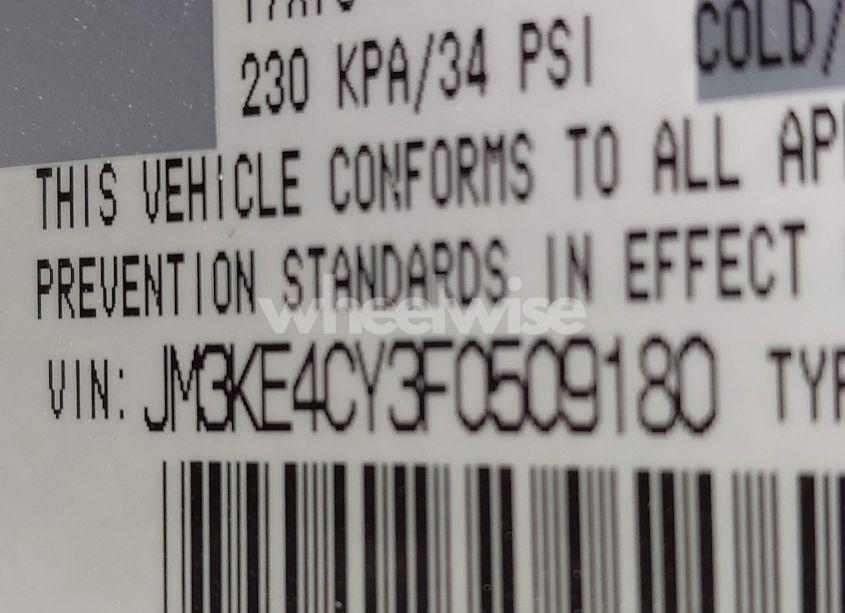 230 KPA/34 PSI COLD/
THIS VEHICLE CONFORMS TO ALL AP
PREVENTION STANDARDS IN EFFECT
wheelwise
VIN: JM3KE4CY3F0509180 TYP